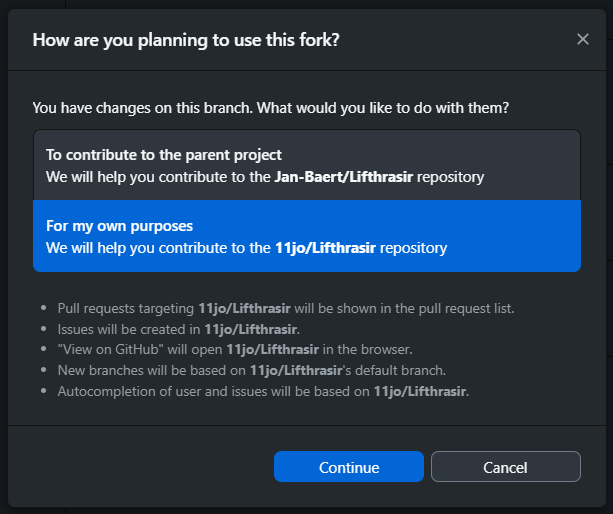 How are you planning to use this fork?
You have changes on this branch. What would you like to do with them?
To contribute to the parent project
We will help you contribute to the Jan-Baert/Lifthrasir repository
For my own purposes
We will help you contribute to the 11jo/Lifthrasir repository
Pull requests targeting 11jo/Lifthrasir will be shown in the pull request list.
Issues will be created in 11jo/Lifthrasir.
"View on GitHub" will open 11jo/Lifthrasir in the browser.
New branches will be based on 11jo/Lifthrasir's default branch.
Autocompletion of user and issues will be based on 11jo/Lifthrasir.
Continue
Cancel